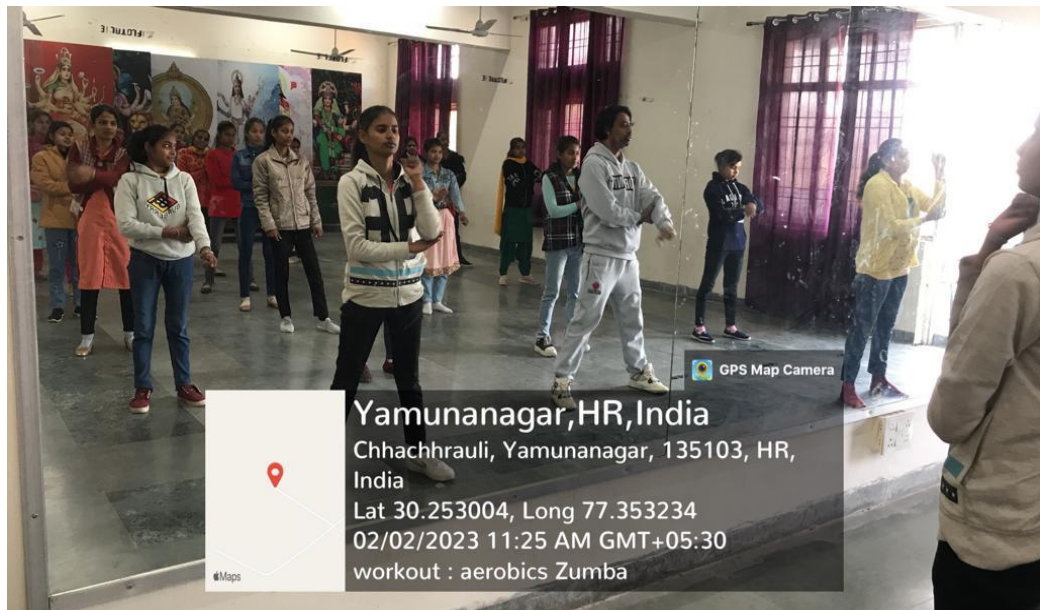 GPS Map Camera
Yamunanagar,HR,India
Chhachhrauli, Yamunanagar, 135103, HR,
India
Lat 30.253004, Long 77.353234
02/02/2023 11:25 AM GMT+05:30
workout : aerobics Zumba
Maps